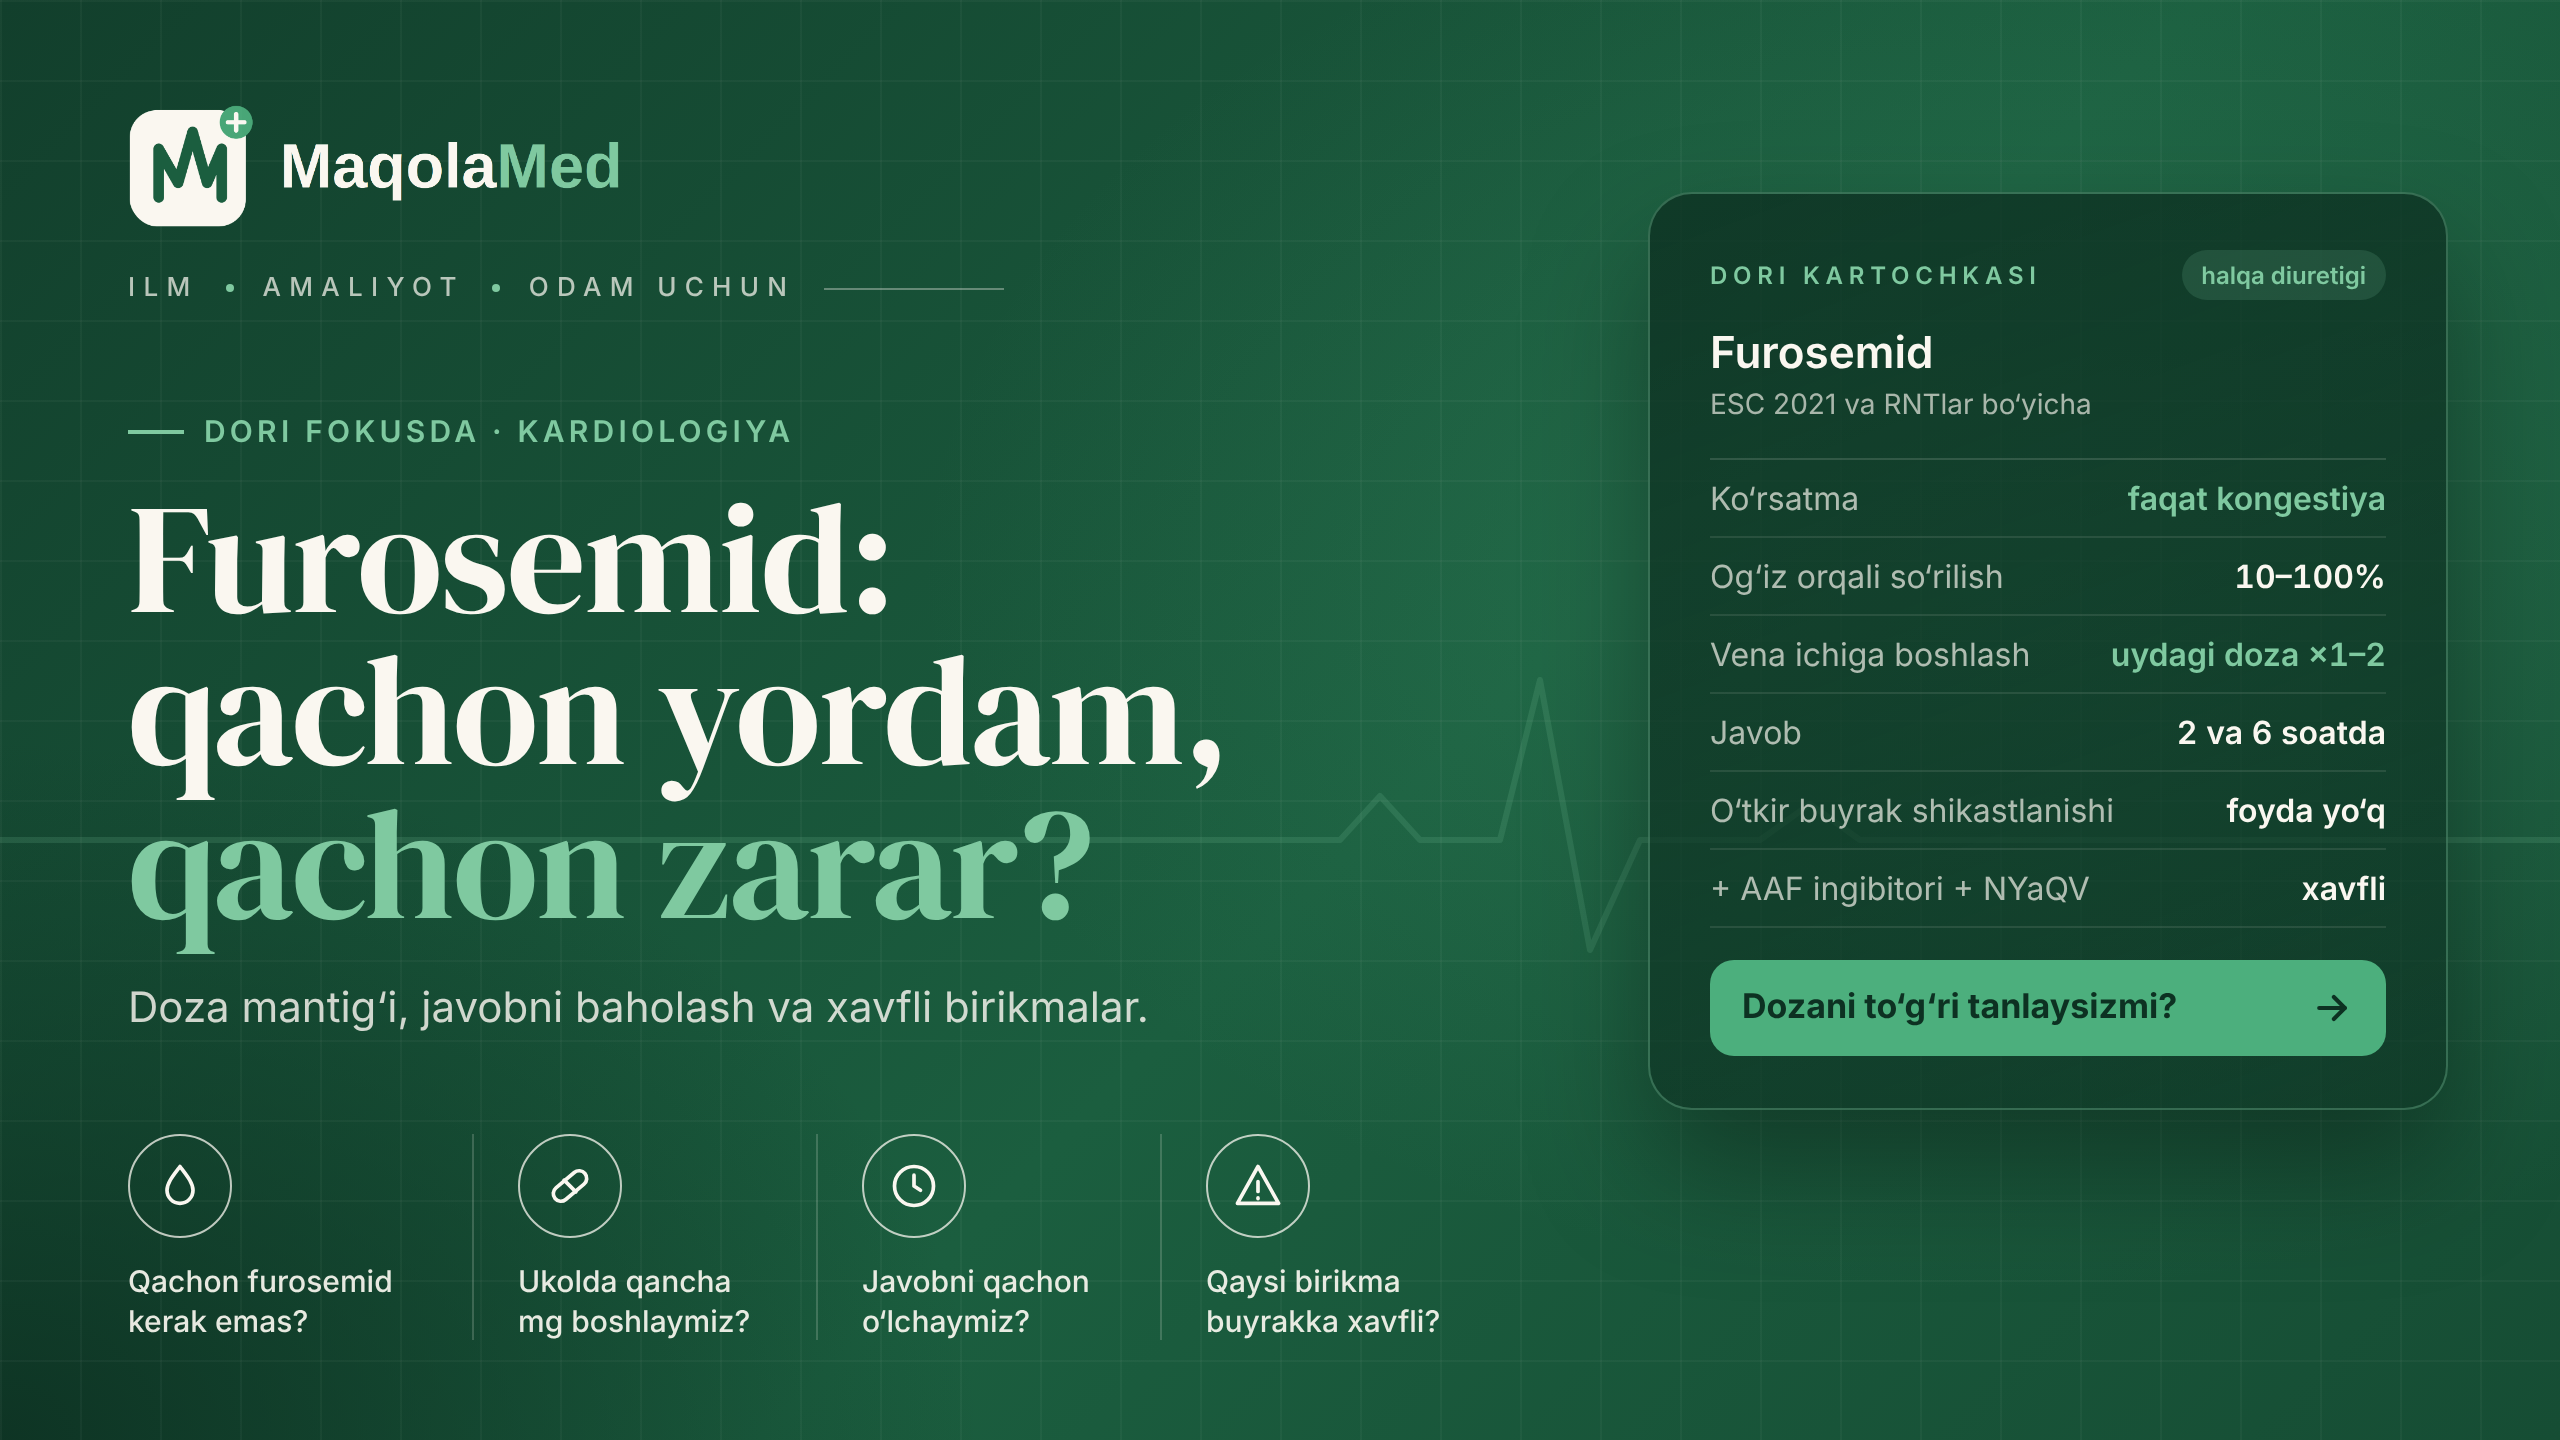 MaqolaMed
ILM • AMALIYOT • ODAM UCHUN
DORI FOKUSDA · KARDIOLOGIYA
Furosemid:
qachon yordam,
qachon zarar?
Doza mantig‘i, javobni baholash va xavfli birikmalar.
Qachon furosemid
kerak emas?
Ukolda qancha
mg boshlaymiz?
Javobni qachon
o‘lchaymiz?
Qaysi birikma
buyrakka xavfli?
DORI KARTOCHKASI
halqa diuretigi
Furosemid
ESC 2021 va RNTlar bo‘yicha
Ko‘rsatma faqat kongestiya
Og‘iz orqali so‘rilish 10–100%
Vena ichiga boshlash uydagi doza ×1–2
Javob 2 va 6 soatda
O‘tkir buyrak shikastlanishi foyda yo‘q
+ AAF ingibitori + NYaQV xavfli
Dozani to‘g‘ri tanlaysizmi? →